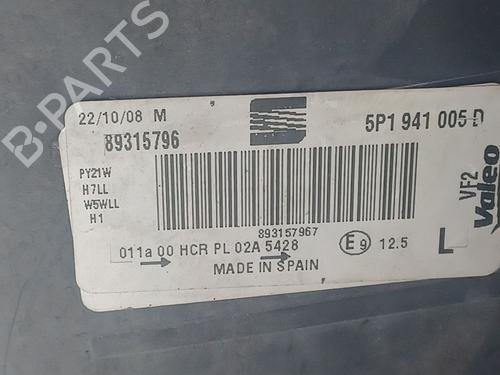 22/10/08 M
89315796
5P1 941 005 D
PY21W
H7LL
W5WLL
H1
893157967
VF2
Valeo
011a 00 HCR PL 02A 5428
E9 12.5
L
MADE IN SPAIN
B-PARTS